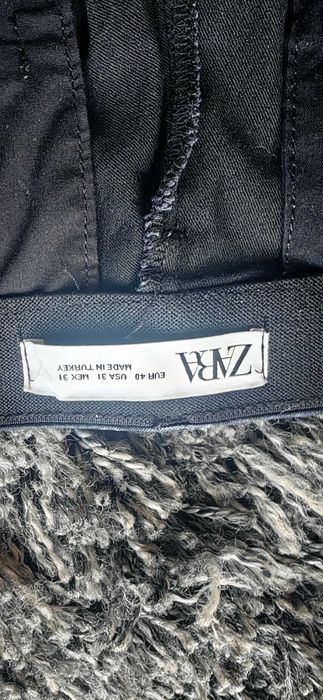 ZARA
EUR 40 USA 31 MEX 31
MADE IN TURKEY